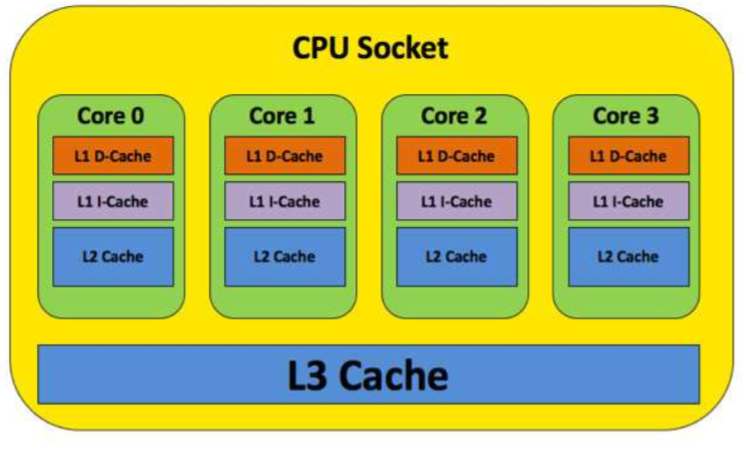 CPU Socket
Core 0
Core 1
Core 2
Core 3
L1 D-Cache
L1 D-Cache
L1 D-Cache
L1 D-Cache
L1 I-Cache
L1 I-Cache
L1 I-Cache
L1 I-Cache
L2 Cache
L2 Cache
L2 Cache
L2 Cache
L3 Cache